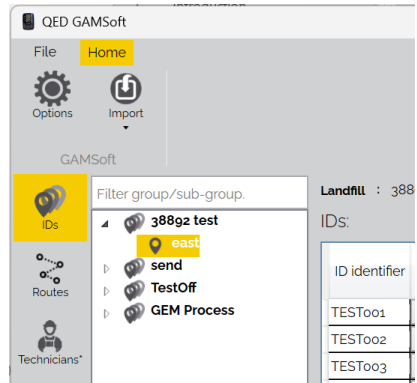 QED GAMSoft
File
Home
Options
Import
GAMSoft
IDs
Routes
Technicians*
Filter group/sub-group.
38892 test
east
send
TestOff
GEM Process
Landfill : 388
IDs:
ID identifier
TEST001
TEST002
TEST003